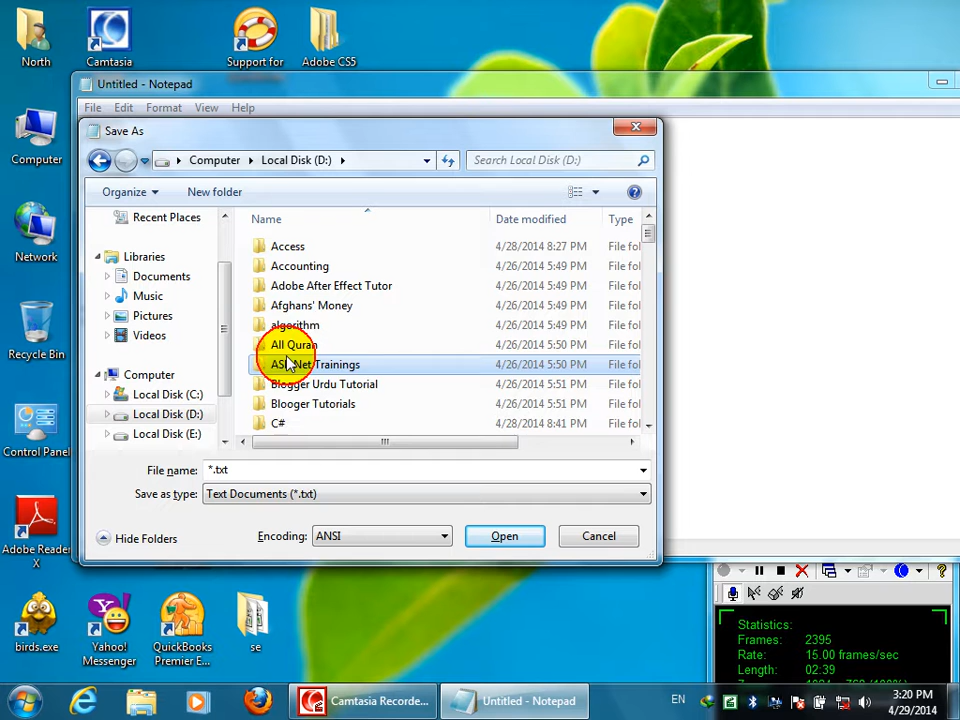 North
Camtasia
Support for
Adobe CS5
Untitled - Notepad
File Edit Format View Help
Save As
Computer Local Disk (D:)
Search Local Disk (D:)
Organize New folder
Recent Places
Libraries
Documents
Music
Pictures
Videos
Computer
Local Disk (C:)
Local Disk (D:)
Local Disk (E:)
Name Date modified Type
Access 4/28/2014 8:27 PM File fol
Accounting 4/26/2014 5:49 PM File fol
Adobe After Effect Tutor 4/26/2014 5:49 PM File fol
Afghans' Money 4/26/2014 5:49 PM File fol
algorithm 4/26/2014 5:49 PM File fol
All Quran 4/26/2014 5:50 PM File fol
ASP.Net Trainings 4/26/2014 5:50 PM File fol
Blogger Urdu Tutorial 4/26/2014 5:51 PM File fol
Blooger Tutorials 4/26/2014 5:51 PM File fol
C# 4/28/2014 8:41 PM File fol
File name: *.txt
Save as type: Text Documents (*.txt)
Hide Folders
Encoding: ANSI
Open
Cancel
Computer
Network
Recycle Bin
Control Panel
Adobe Reader
X
birds.exe
Yahoo!
Messenger
QuickBooks
Premier E...
se
Statistics:
Frames: 2395
Rate: 15.00 frames/sec
Length: 02:39
Camtasia Recorde...
Untitled - Notepad
EN
3:20 PM
4/29/2014